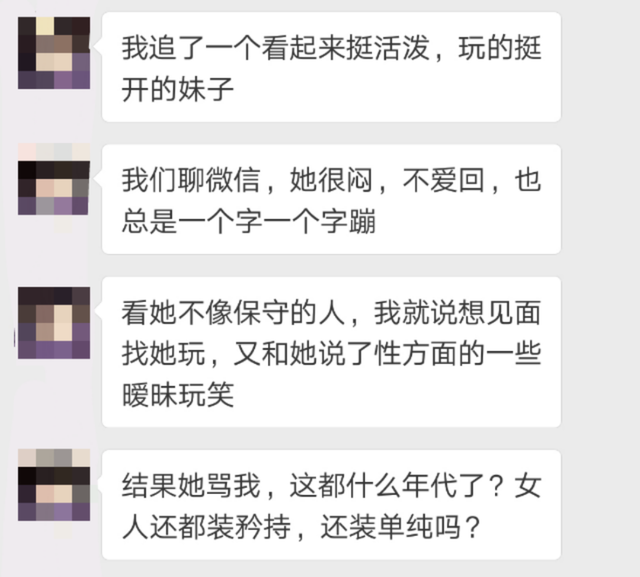 我追了一个看起来挺活泼，玩的挺
开的妹子
我们聊微信，她很闷，不爱回，也
总是一个字一个字蹦
看她不像保守的人，我就说想见面
找她玩，又和她说了性方面的一些
暧昧玩笑
结果她骂我，这都什么年代了？女
人还都装矜持，还装单纯吗？